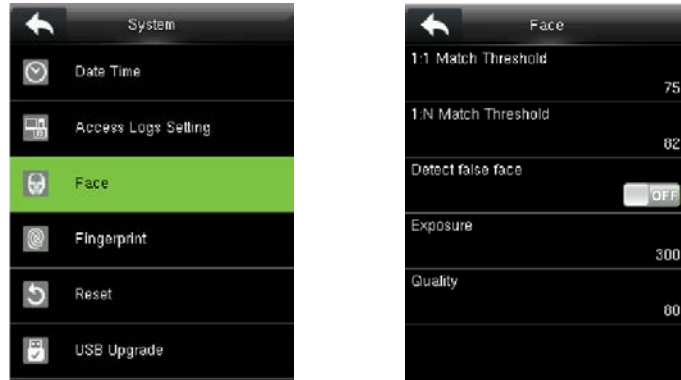 System
Date Time
Access Logs Setting
Face
Fingerprint
Reset
USB Upgrade
Face
1:1 Match Threshold
75
1:N Match Threshold
82
Detect false face
OFF
Exposure
300
Quality
80